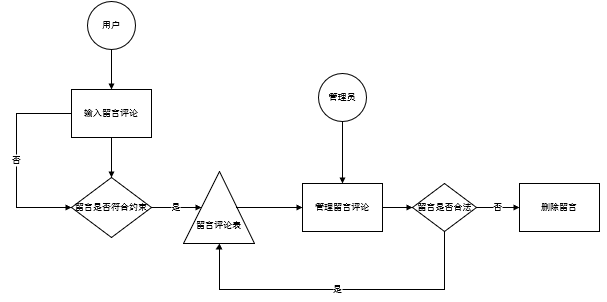 用户
管理员
输入留言评论
否
留言是否符合约束
是
留言评论表
管理留言评论
留言是否合法
否
删除留言
是